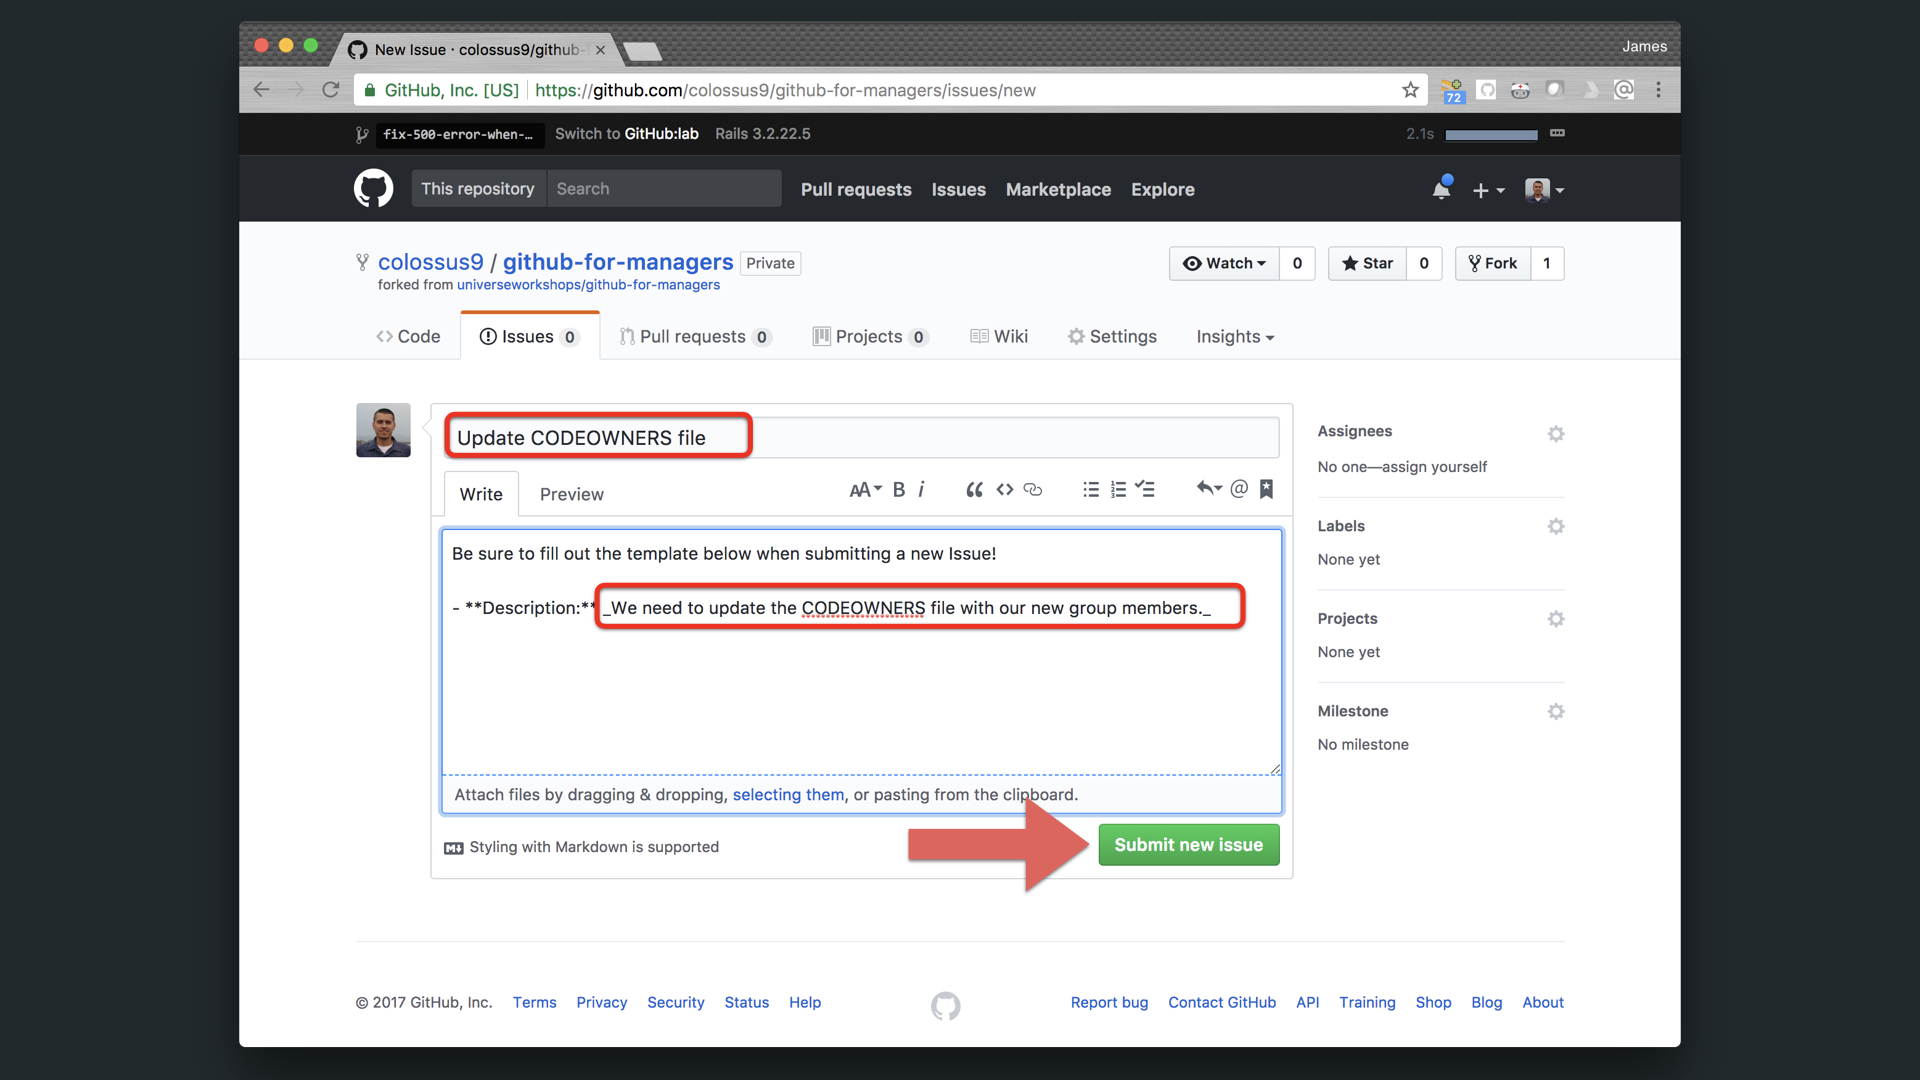 New Issue · colossus9/github-
James
GitHub, Inc. [US] https://github.com/colossus9/github-for-managers/issues/new
72
fix-500-error-when-… Switch to GitHub:lab Rails 3.2.22.5 2.1s
This repository Search Pull requests Issues Marketplace Explore
colossus9 / github-for-managers Private
Watch 0 Star 0 Fork 1
forked from universeworkshops/github-for-managers
Code Issues 0 Pull requests 0 Projects 0 Wiki Settings Insights
Update CODEOWNERS file
Write Preview
AA B i
Be sure to fill out the template below when submitting a new Issue!
- **Description:** _We need to update the CODEOWNERS file with our new group members._
Attach files by dragging & dropping, selecting them, or pasting from the clipboard.
Styling with Markdown is supported
Submit new issue
Assignees
No one—assign yourself
Labels
None yet
Projects
None yet
Milestone
No milestone
© 2017 GitHub, Inc. Terms Privacy Security Status Help
Report bug Contact GitHub API Training Shop Blog About